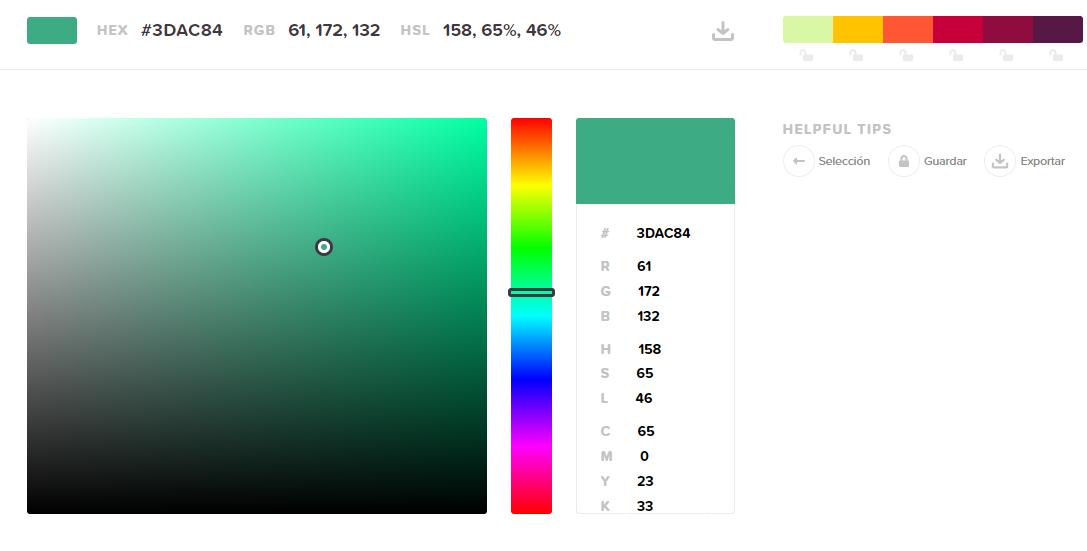 HEX #3DAC84 RGB 61, 172, 132 HSL 158, 65%, 46%
# 3DAC84
R 61
G 172
B 132
H 158
S 65
L 46
C 65
M 0
Y 23
K 33
HELPFUL TIPS
Selección Guardar Exportar